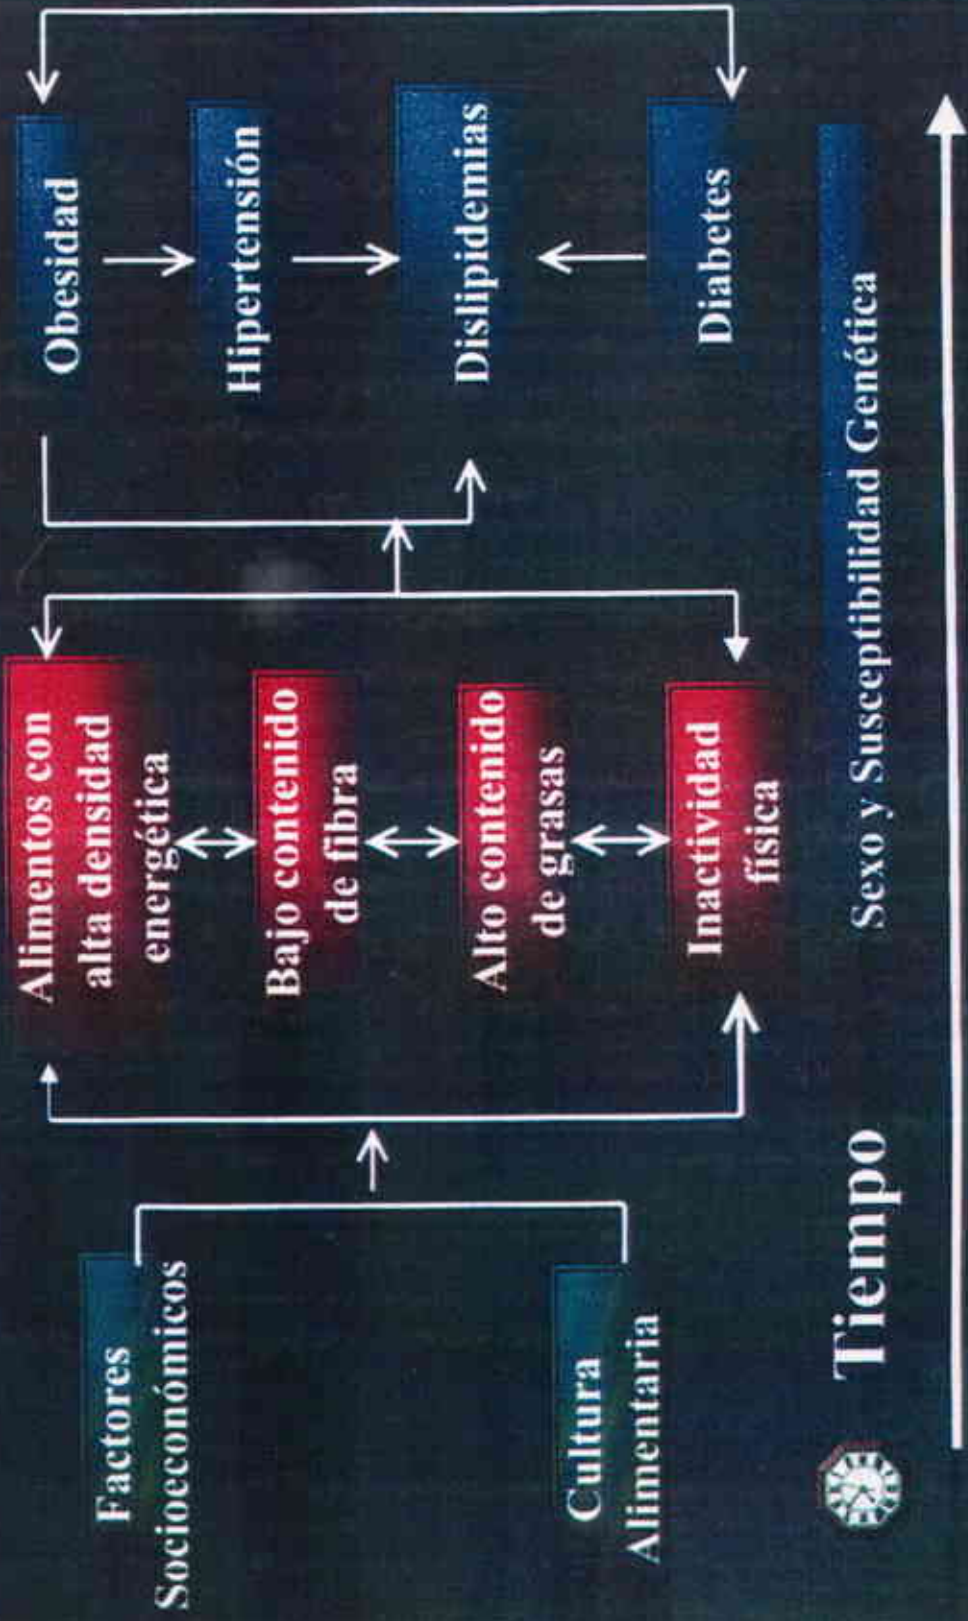 Factores
Socioeconómicos
Cultura
Alimentaria
Alimentos con
alta densidad
energética
Bajo contenido
de fibra
Alto contenido
de grasas
Inactividad
física
Obesidad
Hipertensión
Dislipidemias
Diabetes
Tiempo
Sexo y Susceptibilidad Genética